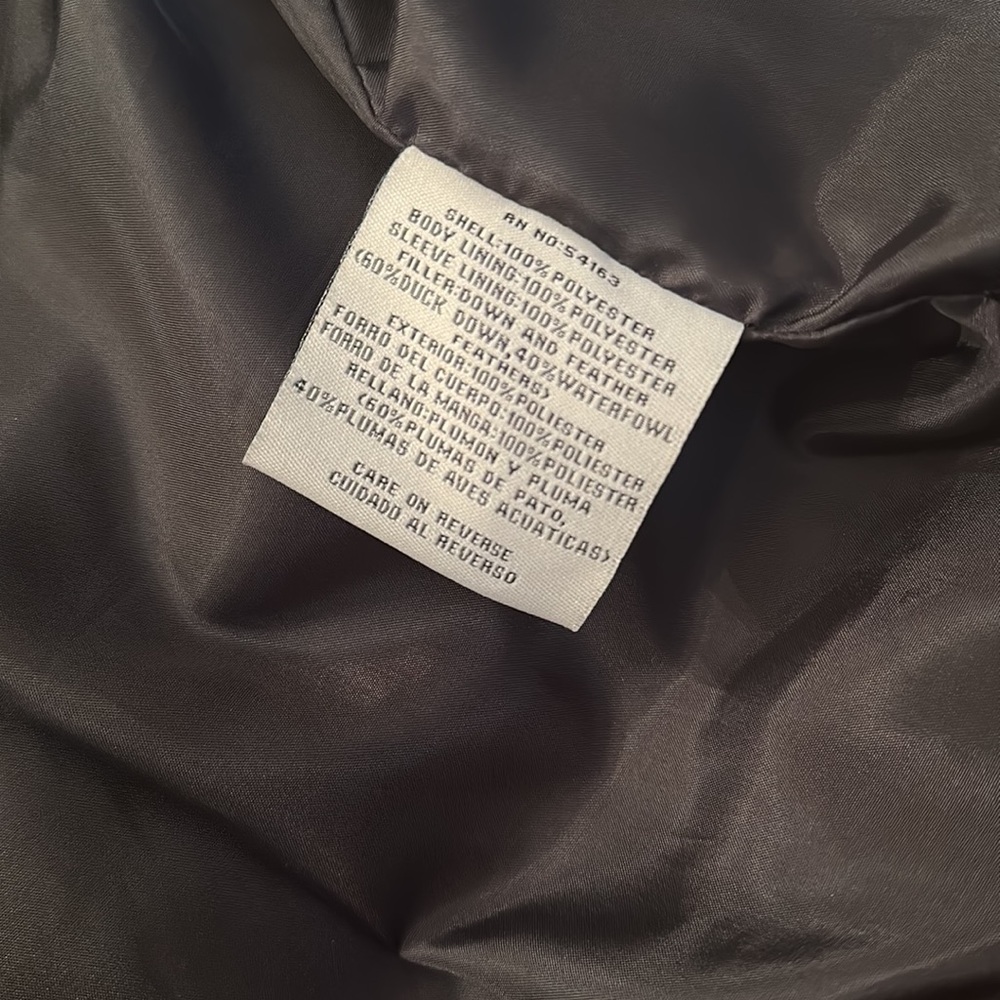 RN NO:54163
SHELL:100%POLYESTER
BODY LINING:100%POLYESTER
SLEEVE LINING:100%POLYESTER
FILLER:DOWN AND FEATHER
(60%DUCK DOWN,40%WATERFOWL
FEATHERS)
EXTERIOR:100%POLIESTER
FORRO DEL CUERPO:100%POLIESTER
FORRO DE LA MANGA:100%POLIESTER
RELLANO:PLUMON Y PLUMA
(60%PLUMAS DE PATO,
40%PLUMAS DE AVES ACUATICAS)
CARE ON REVERSE
CUIDADO AL REVERSO